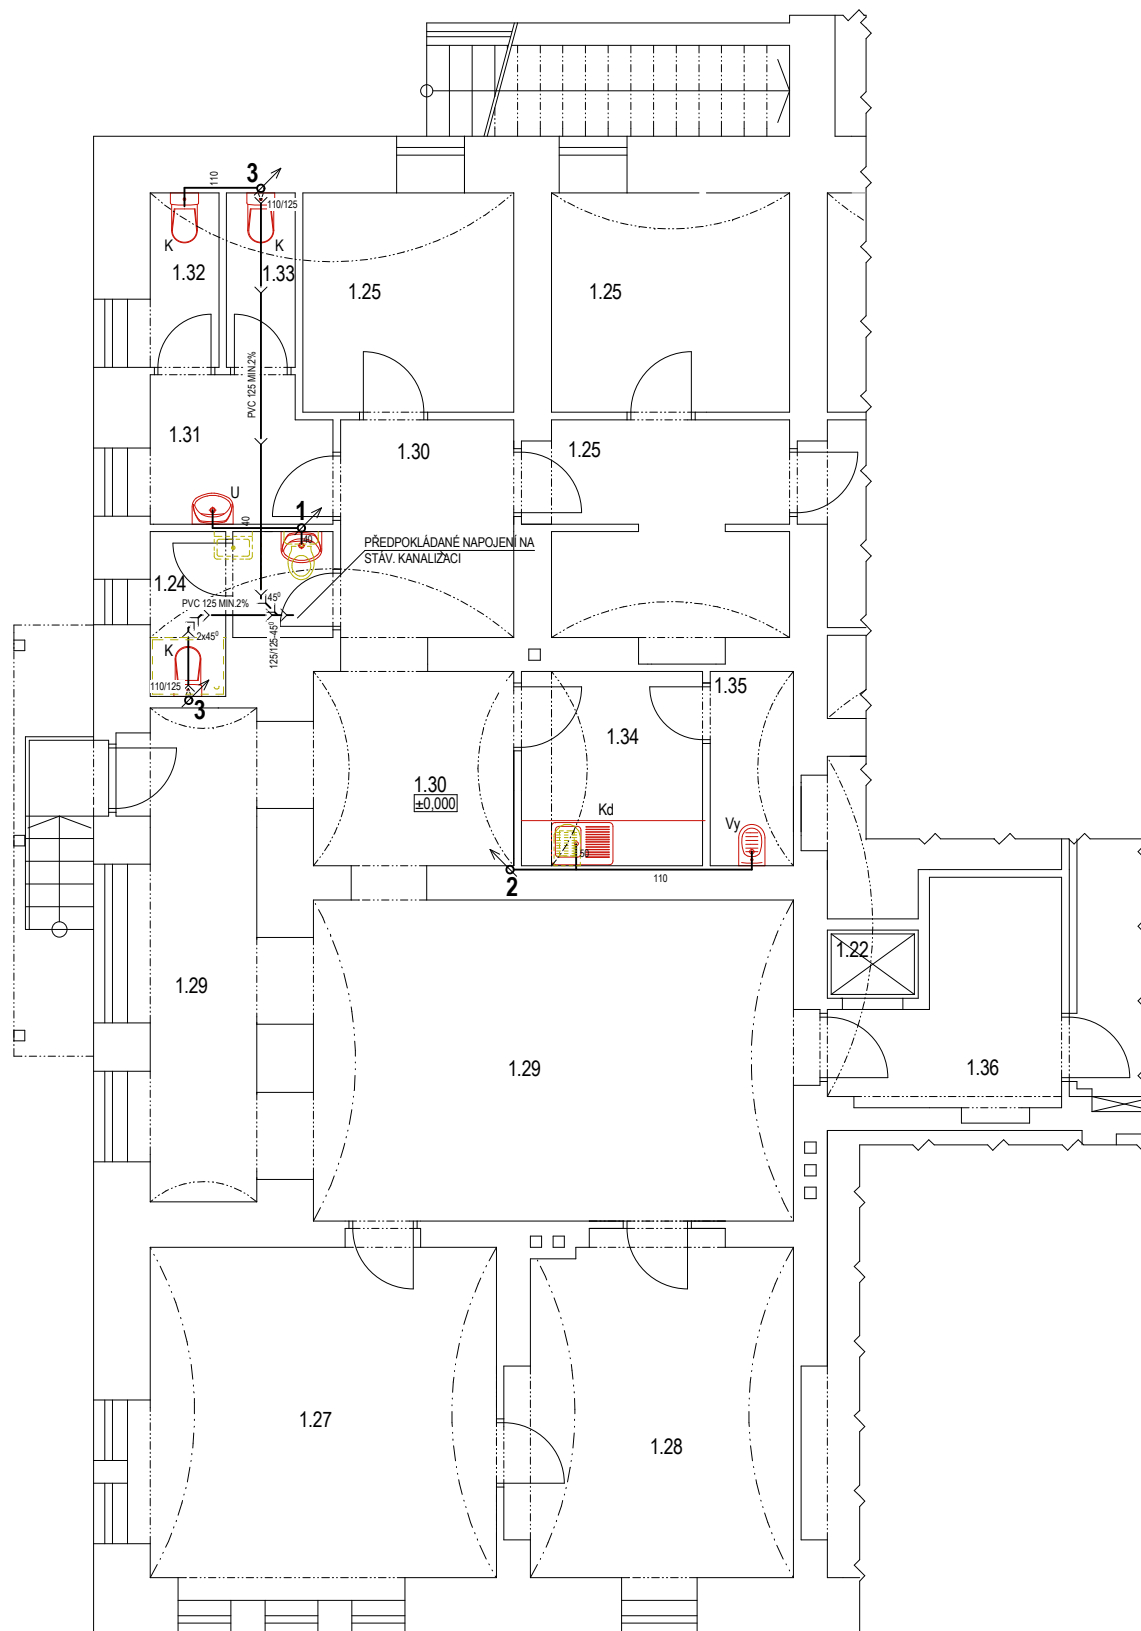 3
110
110/125
K
K
1.32
1.33
1.25
1.25
PVC 125 MIN.2%
1.31
1.30
1.25
U
40
1
40
PŘEDPOKLÁDANÉ NAPOJENÍ NA
STÁV. KANALIZACI
1.24
PVC 125 MIN.2%
45⁰
2x45⁰
125/125-45⁰
K
110/125
3
1.35
1.34
1.30
±0,000
Kd
Vy
50
2
110
1.22
1.29
1.29
1.36
1.27
1.28